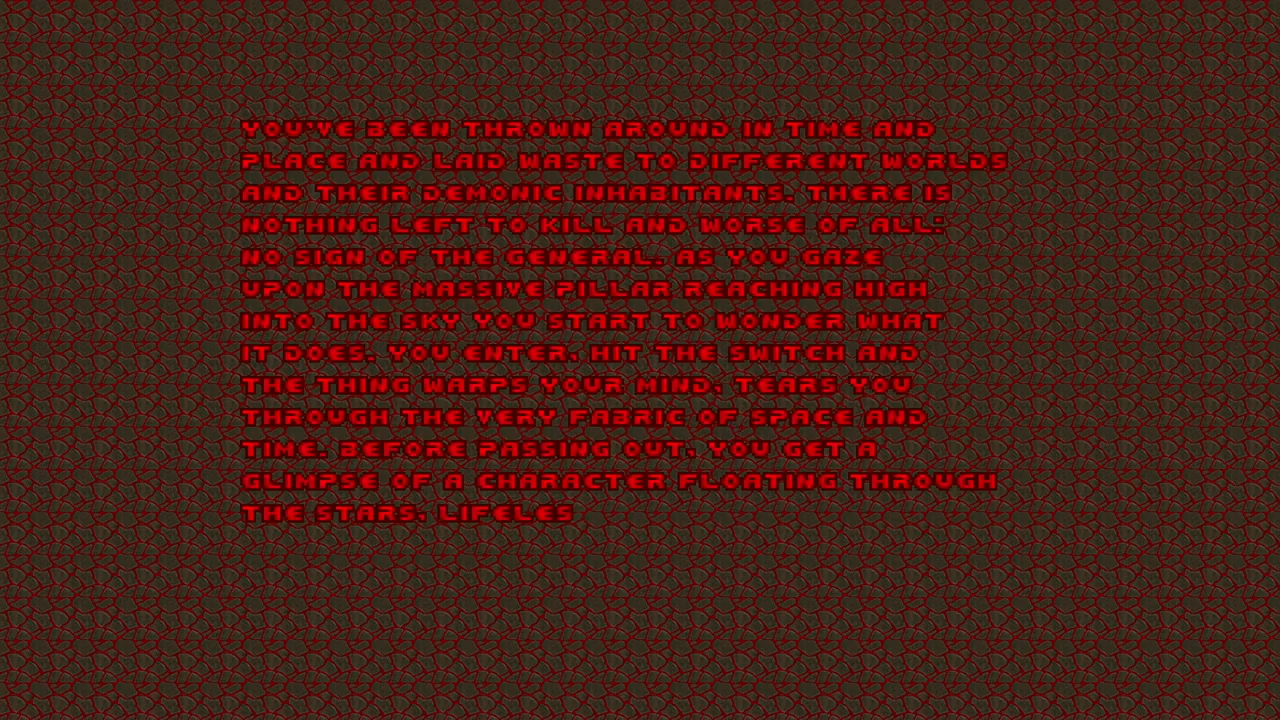 YOU'VE BEEN THROWN AROUND IN TIME AND
PLACE AND LAID WASTE TO DIFFERENT WORLDS
AND THEIR DEMONIC INHABITANTS. THERE IS
NOTHING LEFT TO KILL AND WORSE OF ALL:
NO SIGN OF THE GENERAL. AS YOU GAZE
UPON THE MASSIVE PILLAR REACHING HIGH
INTO THE SKY YOU START TO WONDER WHAT
IT DOES. YOU ENTER, HIT THE SWITCH AND
THE THING WARPS YOUR MIND, TEARS YOU
THROUGH THE VERY FABRIC OF SPACE AND
TIME. BEFORE PASSING OUT, YOU GET A
GLIMPSE OF A CHARACTER FLOATING THROUGH
THE STARS, LIFELES